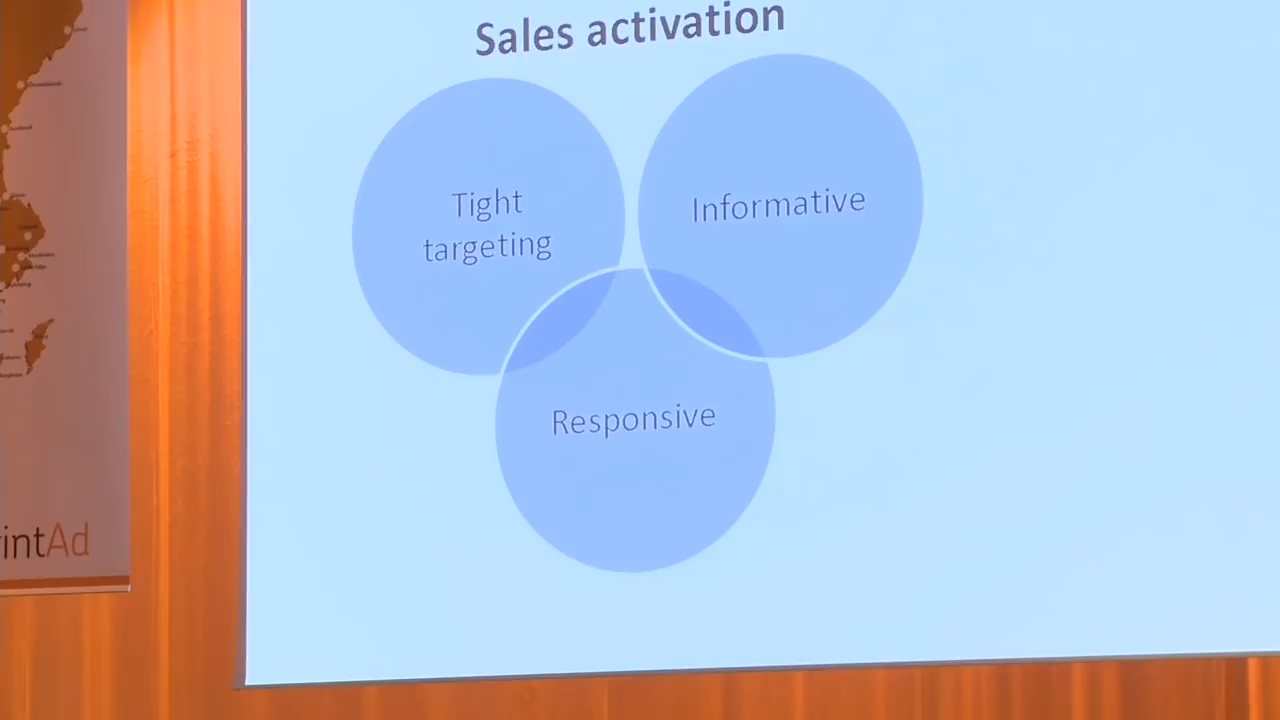 Sales activation
Tight
targeting
Informative
Responsive
intAd